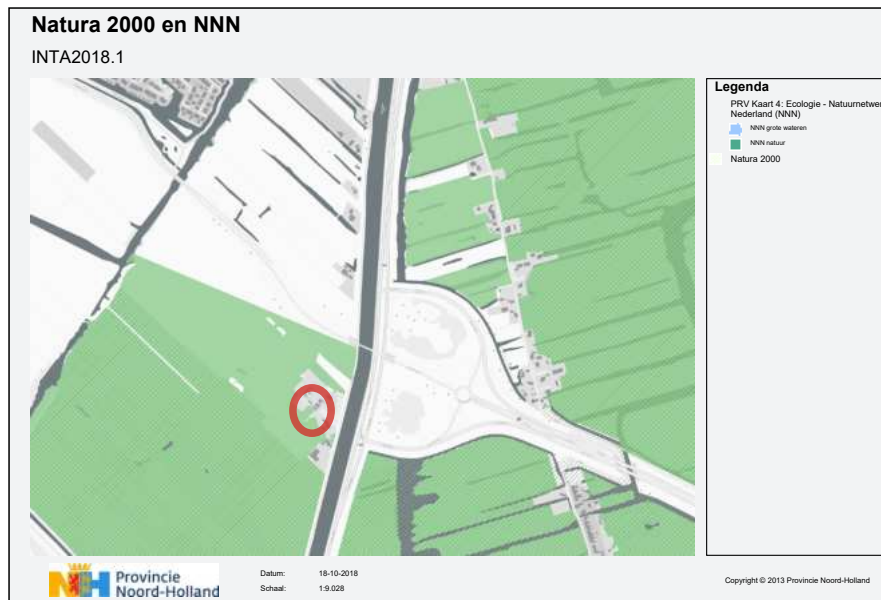 Natura 2000 en NNN
INTA2018.1
Legenda
PRV Kaart 4: Ecologie - Natuurnetwer
Nederland (NNN)
NNN grote wateren
NNN natuur
Natura 2000
Provincie
Noord-Holland
Datum: 18-10-2018
Schaal: 1:9.028
Copyright © 2013 Provincie Noord-Holland